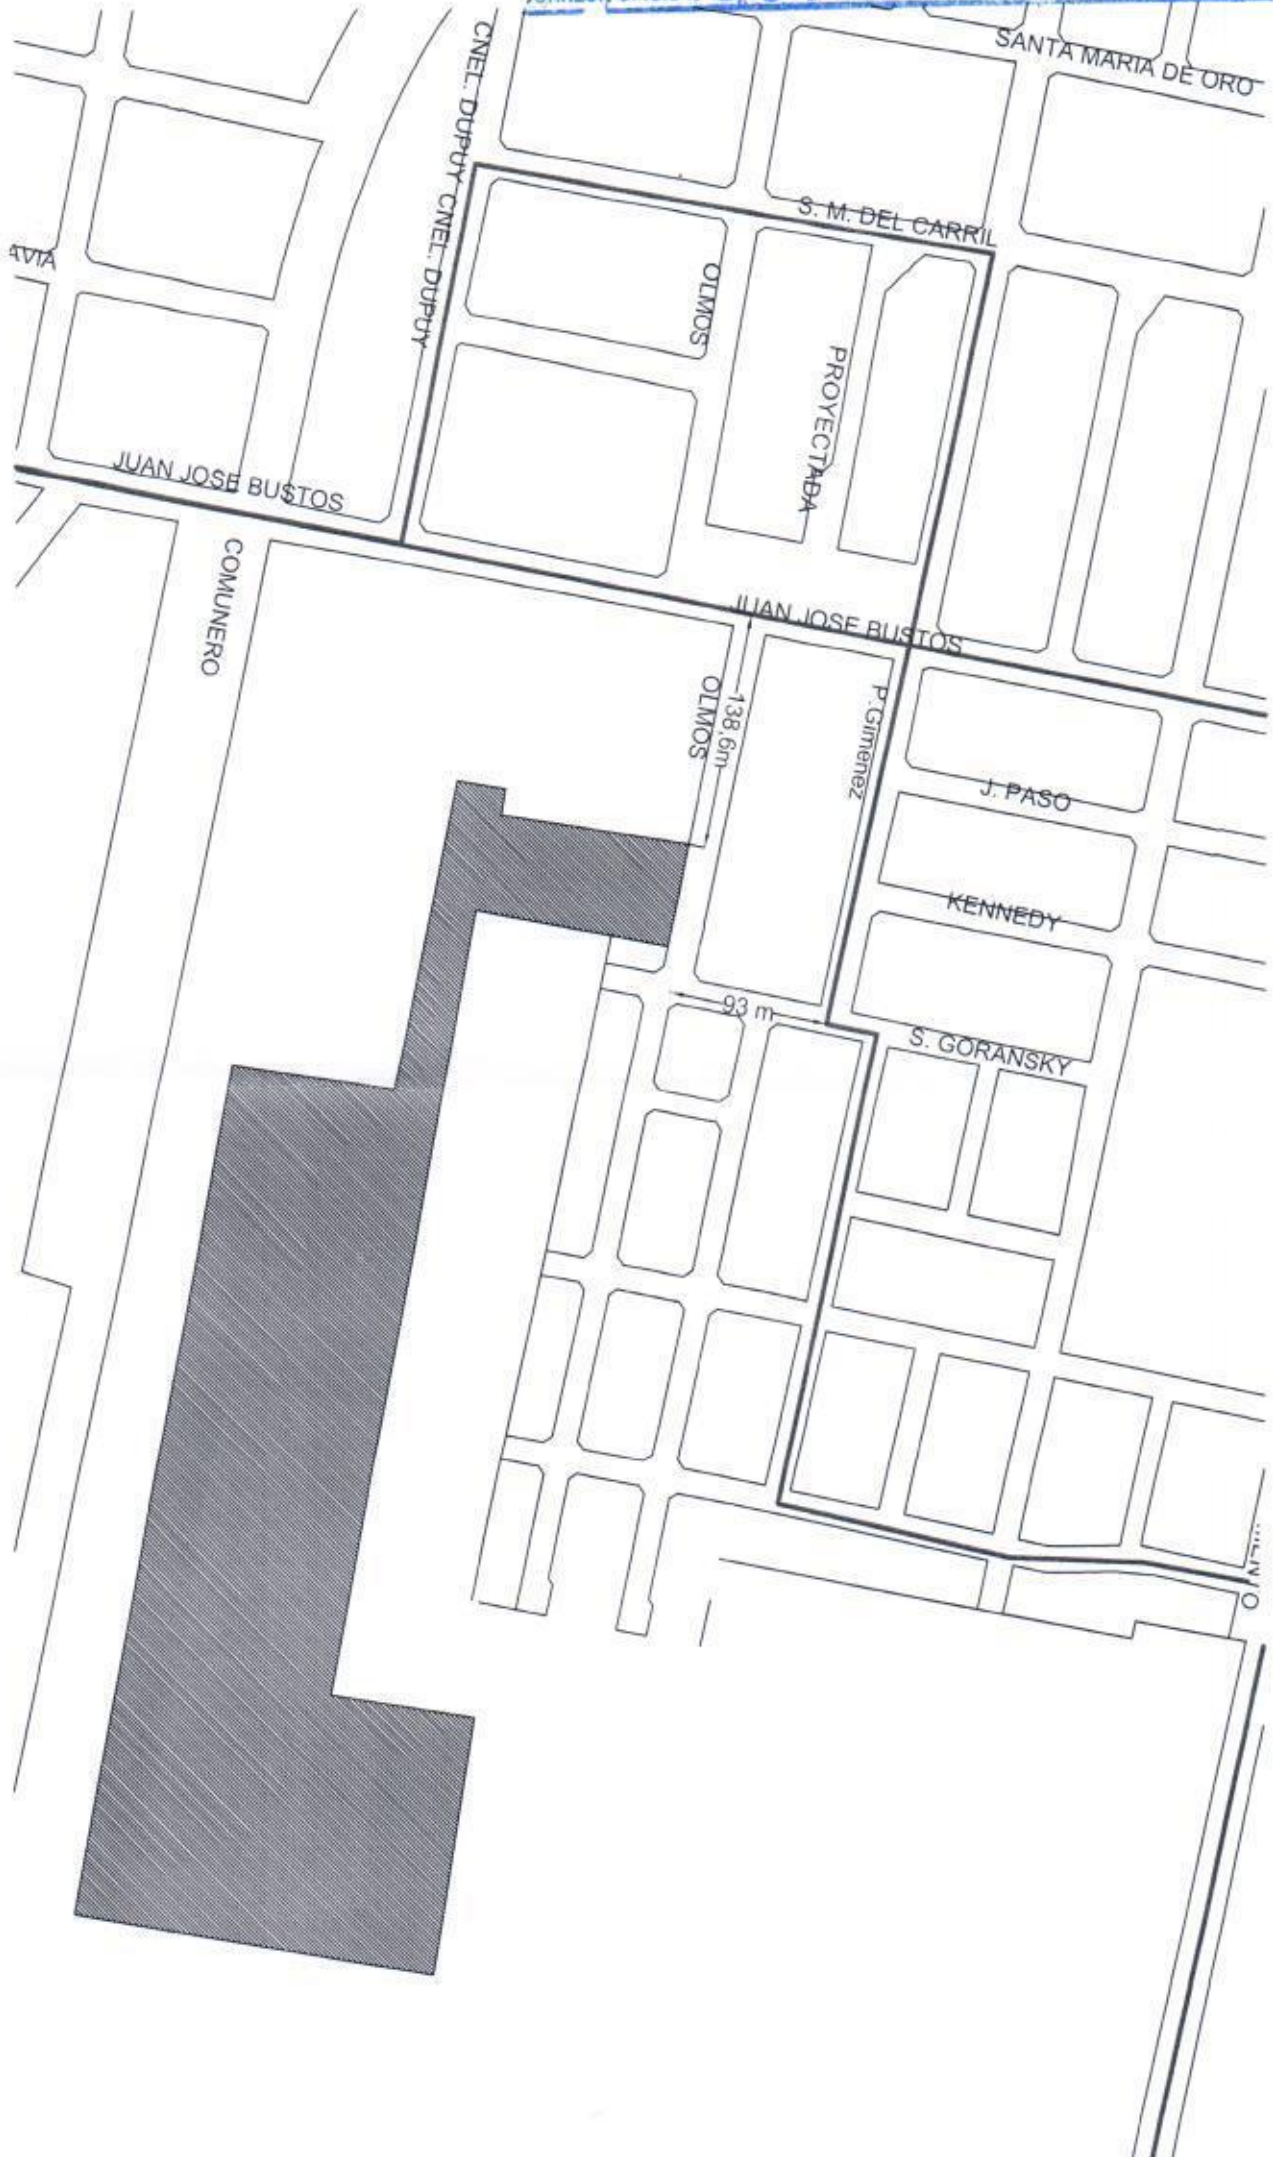 SANTA MARIA DE ORO
CNEL. DUPUY
CNEL. DUPUY
S. M. DEL CARRIL
AVIA
OLMOS
PROYECTADA
JUAN JOSE BUSTOS
COMUNERO
JUAN JOSE BUSTOS
OLMOS
138,6m
P.Gimenez
J. PASO
KENNEDY
93 m
S. GORANSKY